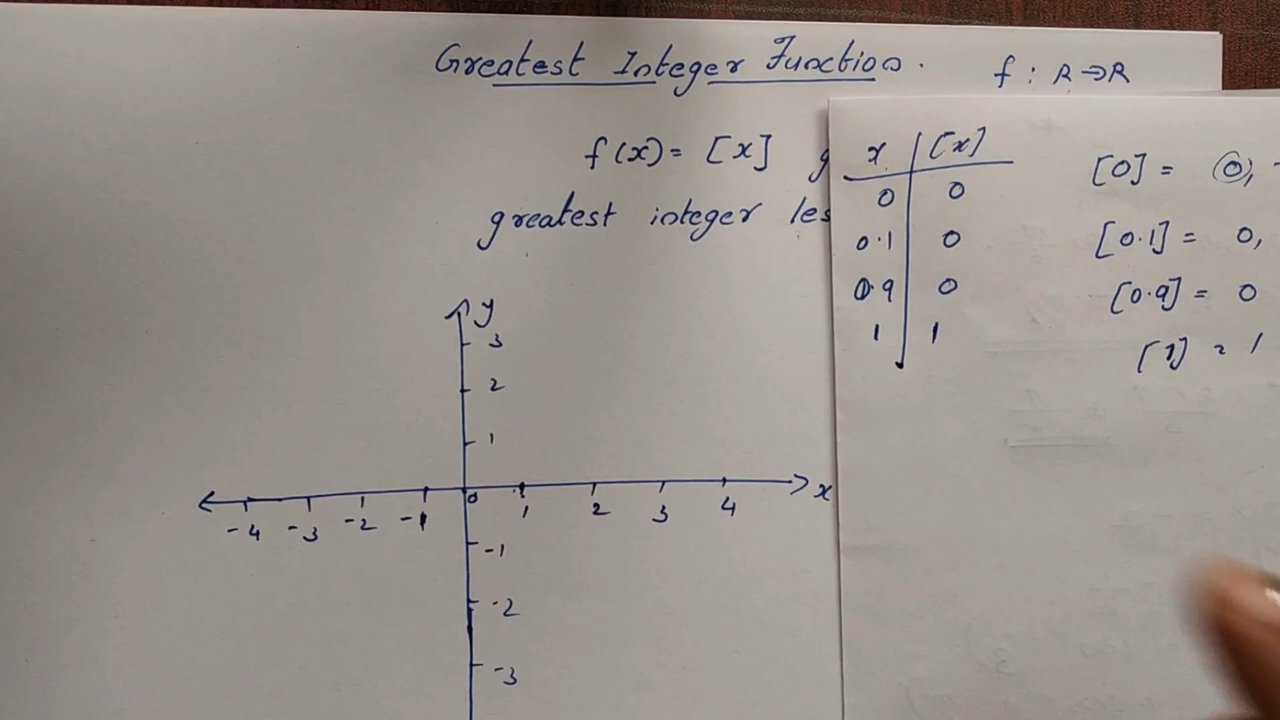 Greatest Integer Function.
f : R → R
f(x) = [x]
greatest integer les
x [x]
0 0
0.1 0
0.9 0
1 1
[0] = 0,
[0.1] = 0,
[0.9] = 0
[1] = 1
y
3
2
1
-4 -3 -2 -1 0 1 2 3 4 x
-1
-2
-3